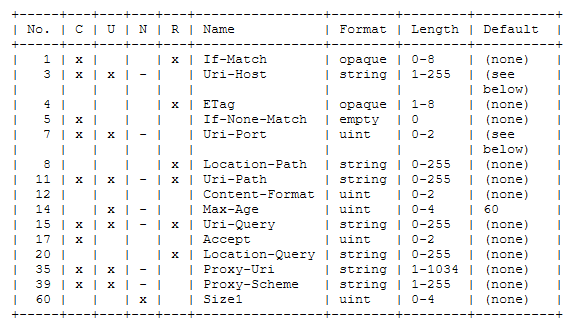 +-----+---+---+---+---+----------------+--------+--------+----------+
| No. | C | U | N | R | Name           | Format | Length | Default  |
+-----+---+---+---+---+----------------+--------+--------+----------+
|   1 | x |   |   | x | If-Match       | opaque | 0-8    | (none)   |
|   3 | x | x | - |   | Uri-Host       | string | 1-255  | (see     |
|     |   |   |   |   |                |        |        | below)   |
|   4 |   |   |   | x | ETag           | opaque | 1-8    | (none)   |
|   5 | x |   |   |   | If-None-Match  | empty  | 0      | (none)   |
|   7 | x | x | - |   | Uri-Port       | uint   | 0-2    | (see     |
|     |   |   |   |   |                |        |        | below)   |
|   8 |   |   |   | x | Location-Path  | string | 0-255  | (none)   |
|  11 | x | x | - | x | Uri-Path       | string | 0-255  | (none)   |
|  12 |   |   |   |   | Content-Format | uint   | 0-2    | (none)   |
|  14 |   | x | - |   | Max-Age        | uint   | 0-4    | 60       |
|  15 | x | x | - | x | Uri-Query      | string | 0-255  | (none)   |
|  17 | x |   |   |   | Accept         | uint   | 0-2    | (none)   |
|  20 |   |   |   | x | Location-Query | string | 0-255  | (none)   |
|  35 | x | x | - |   | Proxy-Uri      | string | 1-1034 | (none)   |
|  39 | x | x | - |   | Proxy-Scheme   | string | 1-255  | (none)   |
|  60 |   |   | x |   | Size1          | uint   | 0-4    | (none)   |
+-----+---+---+---+---+----------------+--------+--------+----------+